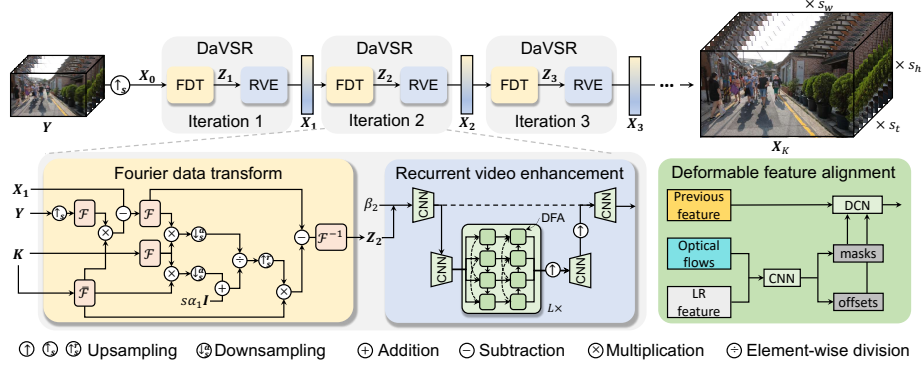 × s_w
DaVSR DaVSR DaVSR
X_0 Z_1 Z_2 Z_3 × s_h
↑_s FDT RVE FDT RVE FDT RVE ...
Y Iteration 1 X_1 Iteration 2 X_2 Iteration 3 X_3 × s_t
X_K
Fourier data transform
X_1
Y ↑_s F F
K F F̄
sα_1 I
F^{-1}
Z_2
Recurrent video enhancement
β_2
CNN CNN CNN CNN
DFA
L×
Deformable feature alignment
Previous feature
DCN
Optical flows
CNN
masks
LR feature
offsets
Upsampling Downsampling + Addition − Subtraction × Multiplication ÷ Element-wise division